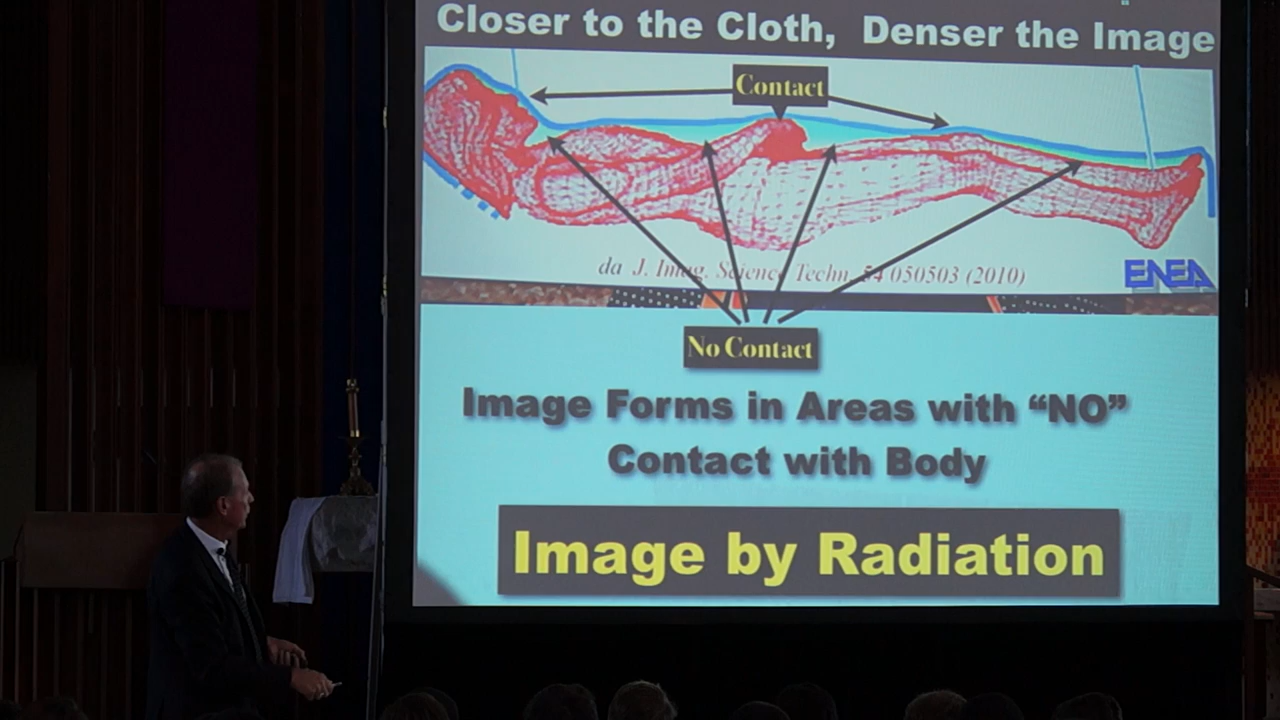 Closer to the Cloth, Denser the Image
Contact
da J. Imag. Science Techn. 54 050503 (2010)
ENEA
No Contact
Image Forms in Areas with “NO”
Contact with Body
Image by Radiation